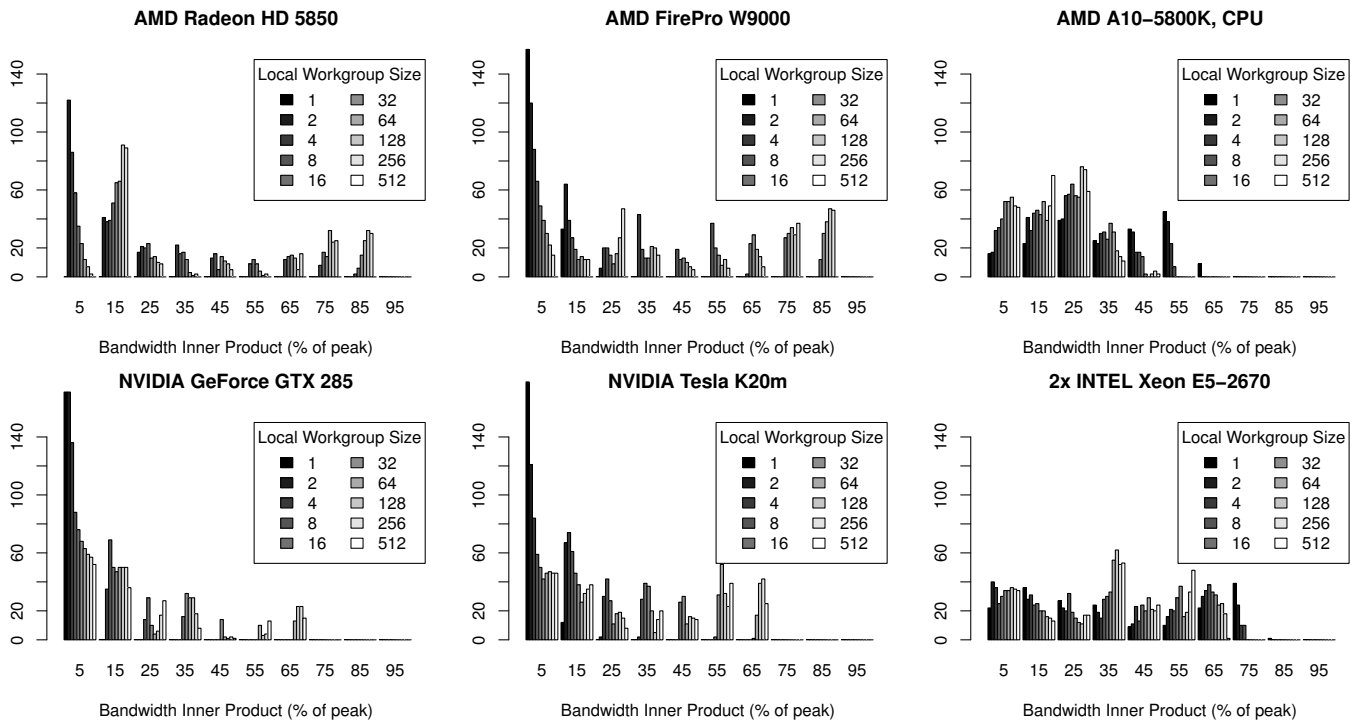 AMD Radeon HD 5850
0 20 60 100 140
Local Workgroup Size
1 32
2 64
4 128
8 256
16 512
5 15 25 35 45 55 65 75 85 95
Bandwidth Inner Product (% of peak)
AMD FirePro W9000
0 20 60 100 140
Local Workgroup Size
1 32
2 64
4 128
8 256
16 512
5 15 25 35 45 55 65 75 85 95
Bandwidth Inner Product (% of peak)
AMD A10−5800K, CPU
0 20 60 100 140
Local Workgroup Size
1 32
2 64
4 128
8 256
16 512
5 15 25 35 45 55 65 75 85 95
Bandwidth Inner Product (% of peak)
NVIDIA GeForce GTX 285
0 20 60 100 140
Local Workgroup Size
1 32
2 64
4 128
8 256
16 512
5 15 25 35 45 55 65 75 85 95
Bandwidth Inner Product (% of peak)
NVIDIA Tesla K20m
0 20 60 100 140
Local Workgroup Size
1 32
2 64
4 128
8 256
16 512
5 15 25 35 45 55 65 75 85 95
Bandwidth Inner Product (% of peak)
2x INTEL Xeon E5−2670
0 20 60 100 140
Local Workgroup Size
1 32
2 64
4 128
8 256
16 512
5 15 25 35 45 55 65 75 85 95
Bandwidth Inner Product (% of peak)